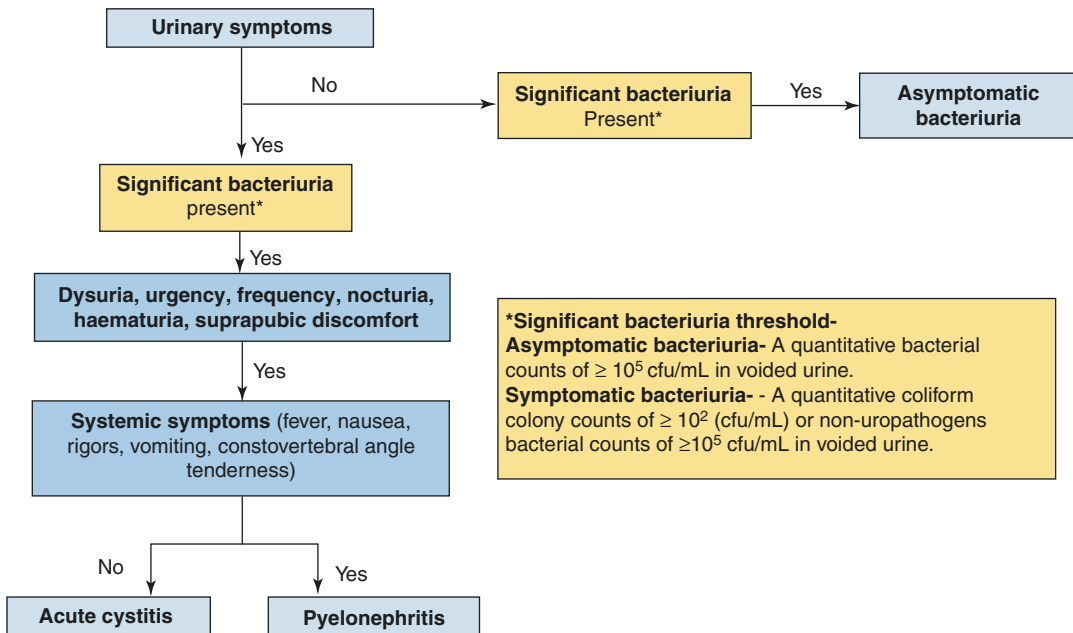 Urinary symptoms
No
Significant bacteriuria
Present*
Yes
Asymptomatic
bacteriuria
Yes
Significant bacteriuria
present*
Yes
Dysuria, urgency, frequency, nocturia,
haematuria, suprapubic discomfort
Yes
Systemic symptoms (fever, nausea,
rigors, vomiting, constovertebral angle
tenderness)
No
Yes
Acute cystitis
Pyelonephritis
*Significant bacteriuria threshold-
Asymptomatic bacteriuria- A quantitative bacterial
counts of ≥ 10⁵ cfu/mL in voided urine.
Symptomatic bacteriuria- - A quantitative coliform
colony counts of ≥ 10² (cfu/mL) or non-uropathogens
bacterial counts of ≥10⁵ cfu/mL in voided urine.